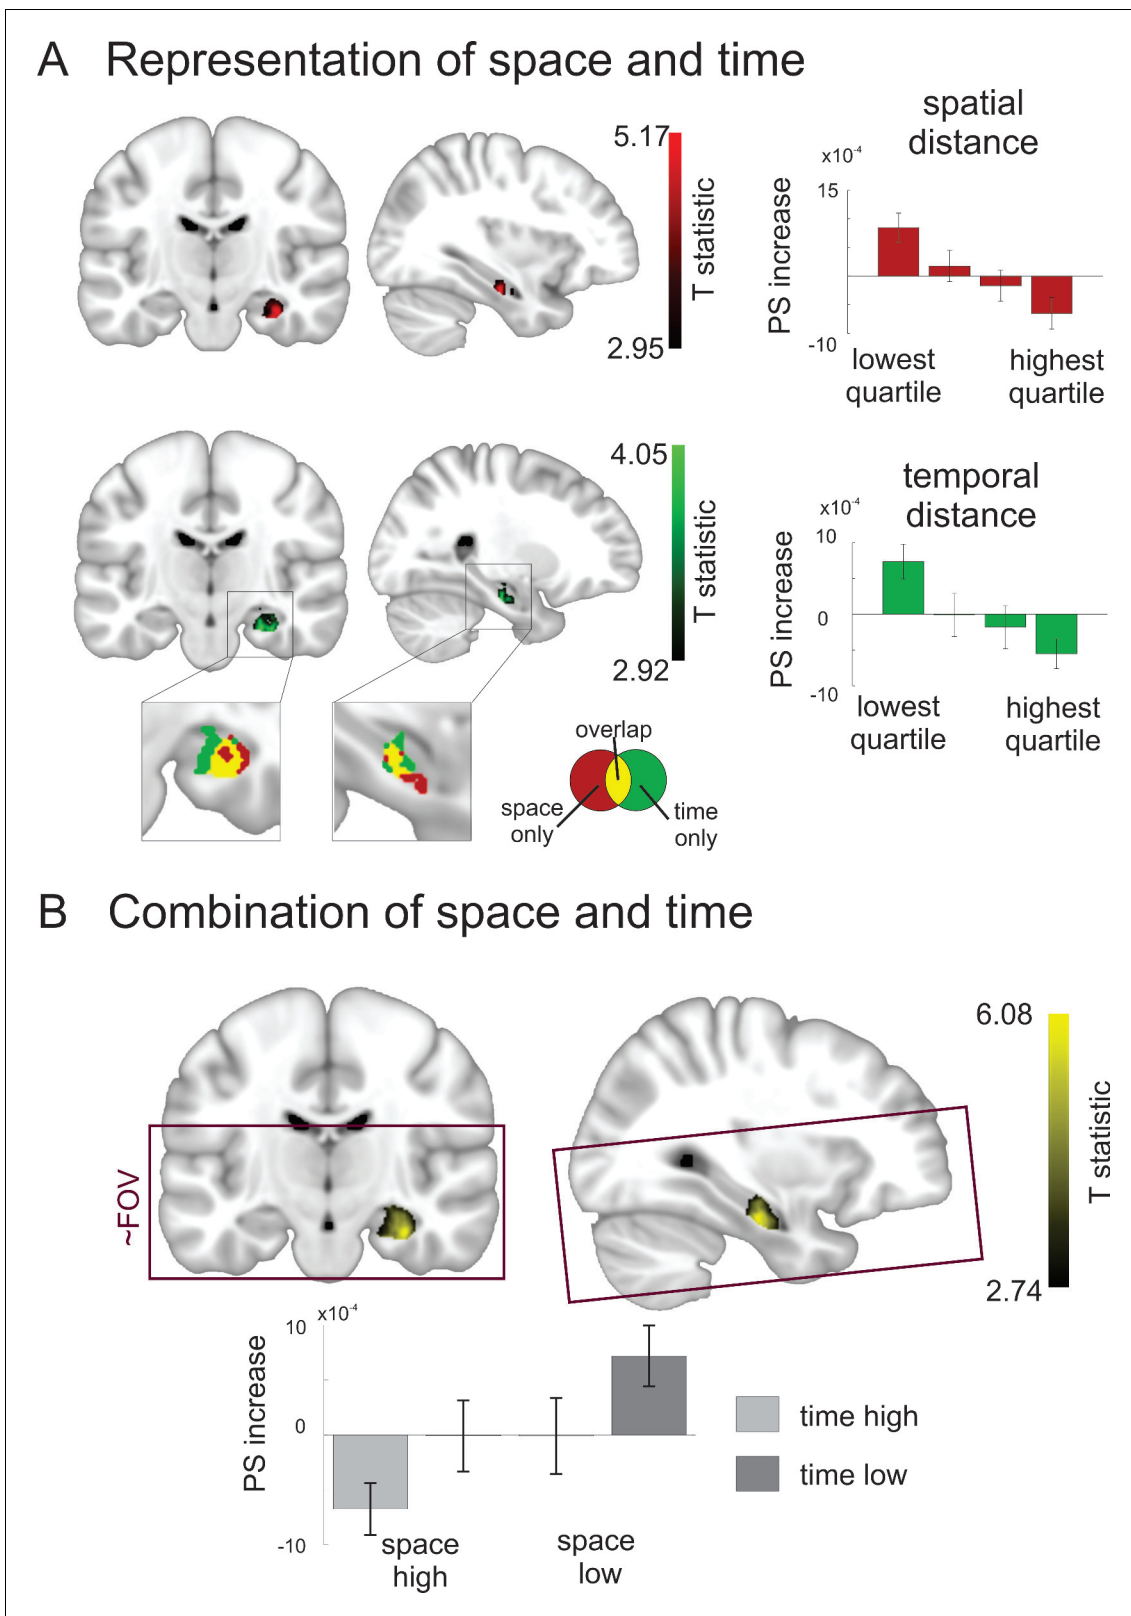 A Representation of space and time
5.17
T statistic
2.95
spatial
distance
x10-4
15
PS increase
-10
lowest
quartile
highest
quartile
4.05
T statistic
2.92
temporal
distance
x10-4
10
PS increase
0
-10
lowest
quartile
highest
quartile
overlap
space
only
time
only
B Combination of space and time
~FOV
6.08
T statistic
2.74
x10-4
10
PS increase
0
-10
space
high
space
low
time high
time low